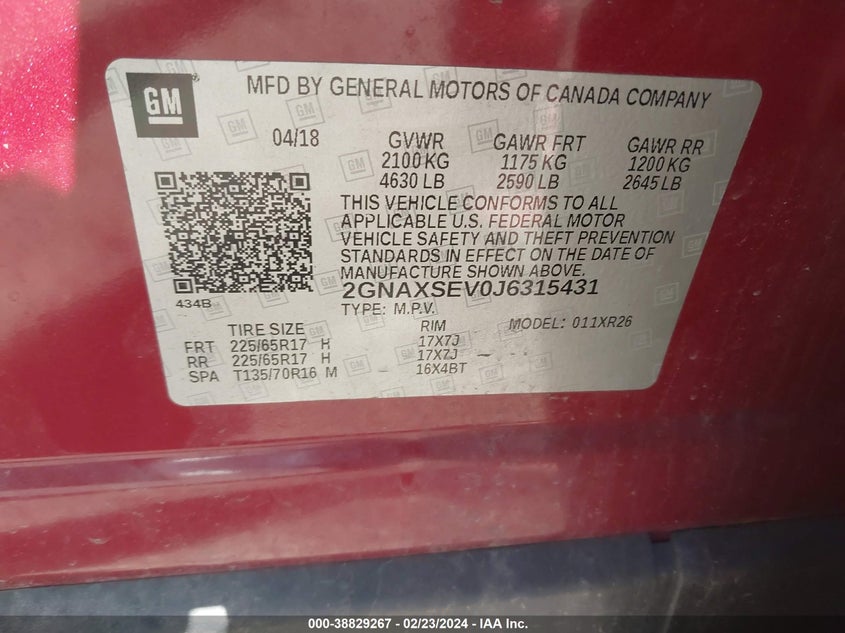 GM
MFD BY GENERAL MOTORS OF CANADA COMPANY
04/18 GVWR GAWR FRT GAWR RR
2100 KG 1175 KG 1200 KG
4630 LB 2590 LB 2645 LB
THIS VEHICLE CONFORMS TO ALL
APPLICABLE U.S. FEDERAL MOTOR
VEHICLE SAFETY AND THEFT PREVENTION
STANDARDS IN EFFECT ON THE DATE OF
MANUFACTURE SHOWN ABOVE.
434B
2GNAXSEV0J6315431
TYPE: M.P.V. MODEL: 011XR26
TIRE SIZE RIM
FRT 225/65R17 H 17X7J
RR 225/65R17 H 17X7J
SPA T135/70R16 M 16X4BT
000-38829267 - 02/23/2024 - IAA Inc.